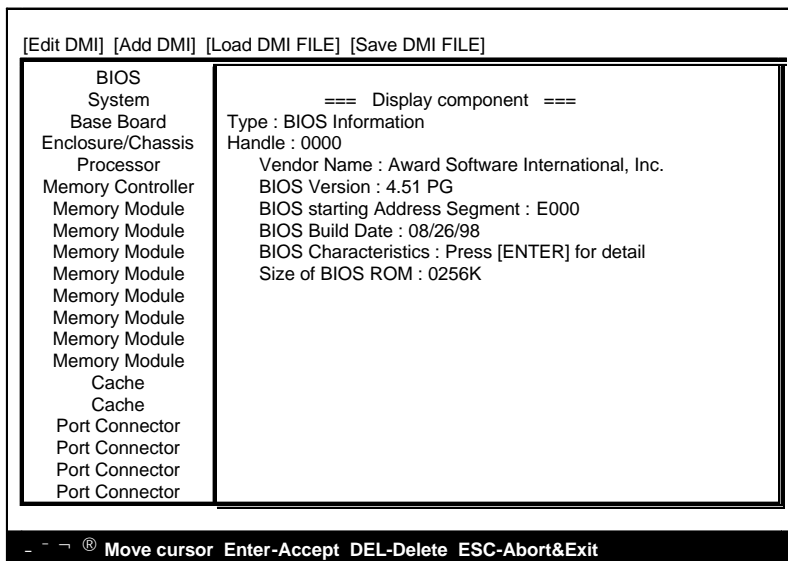 [Edit DMI] [Add DMI] [Load DMI FILE] [Save DMI FILE]
BIOS
System
Base Board
Enclosure/Chassis
Processor
Memory Controller
Memory Module
Memory Module
Memory Module
Memory Module
Memory Module
Memory Module
Memory Module
Memory Module
Cache
Cache
Port Connector
Port Connector
Port Connector
Port Connector
=== Display component ===
Type : BIOS Information
Handle : 0000
Vendor Name : Award Software International, Inc.
BIOS Version : 4.51 PG
BIOS starting Address Segment : E000
BIOS Build Date : 08/26/98
BIOS Characteristics : Press [ENTER] for detail
Size of BIOS ROM : 0256K
- ¯ ¬ ® Move cursor Enter-Accept DEL-Delete ESC-Abort&Exit